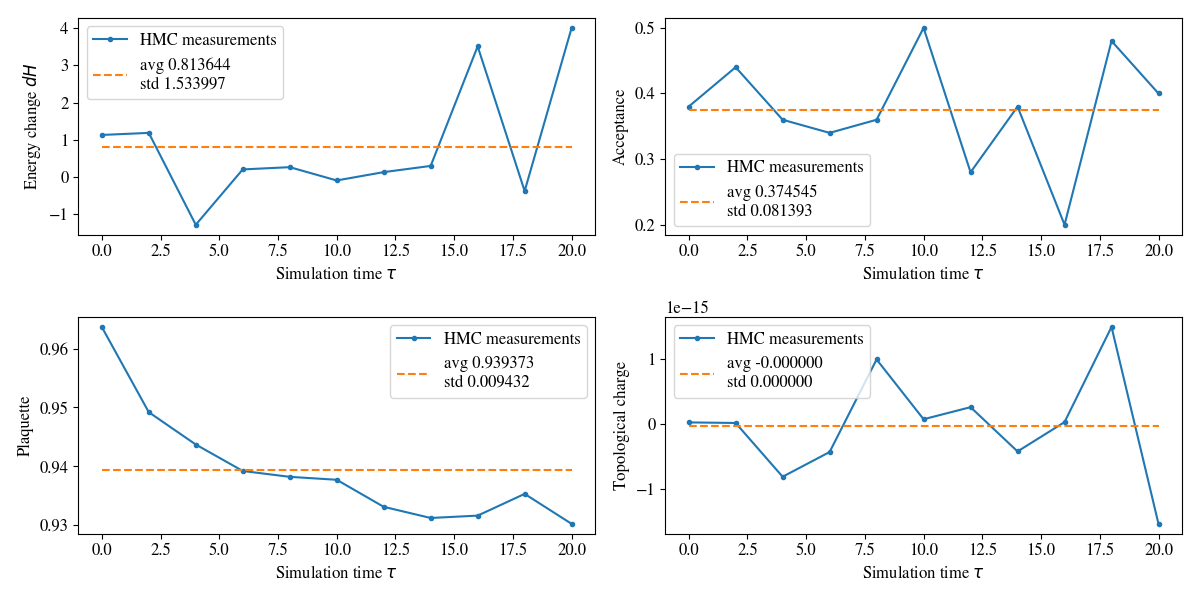 Energy change dH
4
3
2
1
0
−1
HMC measurements
avg 0.813644
std 1.533997
0.0 2.5 5.0 7.5 10.0 12.5 15.0 17.5 20.0
Simulation time τ
Acceptance
0.5
0.4
0.3
0.2
HMC measurements
avg 0.374545
std 0.081393
0.0 2.5 5.0 7.5 10.0 12.5 15.0 17.5 20.0
Simulation time τ
Plaquette
0.96
0.95
0.94
0.93
HMC measurements
avg 0.939373
std 0.009432
0.0 2.5 5.0 7.5 10.0 12.5 15.0 17.5 20.0
Simulation time τ
1e−15
Topological charge
1
0
−1
HMC measurements
avg -0.000000
std 0.000000
0.0 2.5 5.0 7.5 10.0 12.5 15.0 17.5 20.0
Simulation time τ